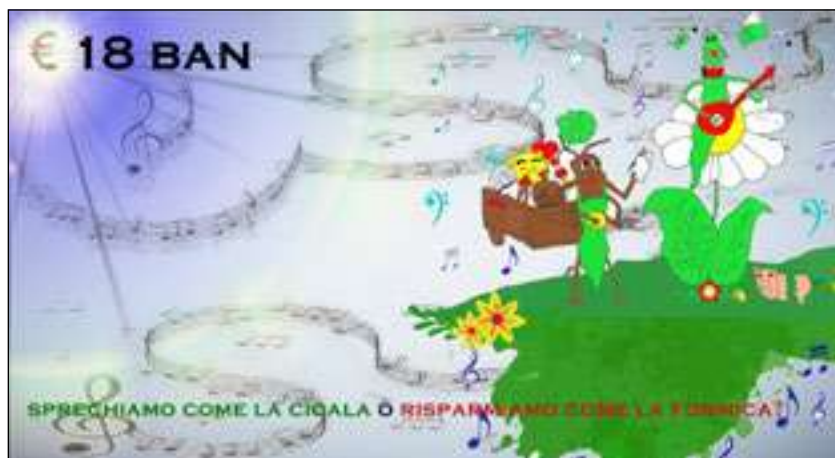 € 18 BAN
SPRECHIAMO COME LA CICALA O RISPARMIAMO COME LA FORMICA?